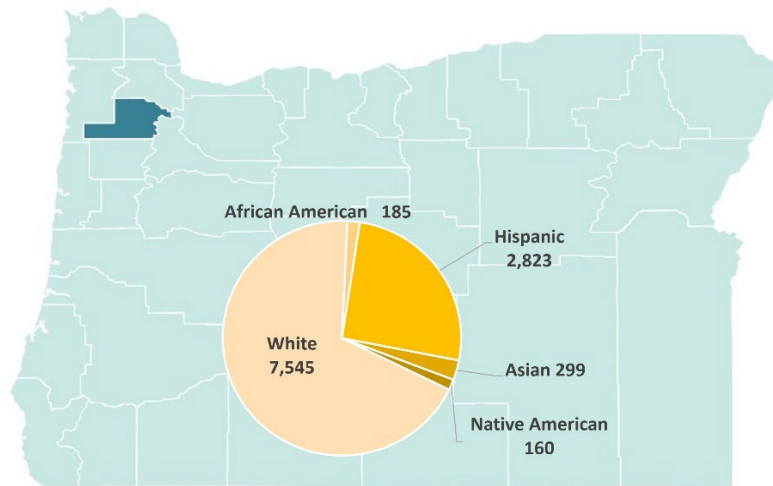 African American 185
Hispanic
2,823
White
7,545
Asian 299
Native American
160